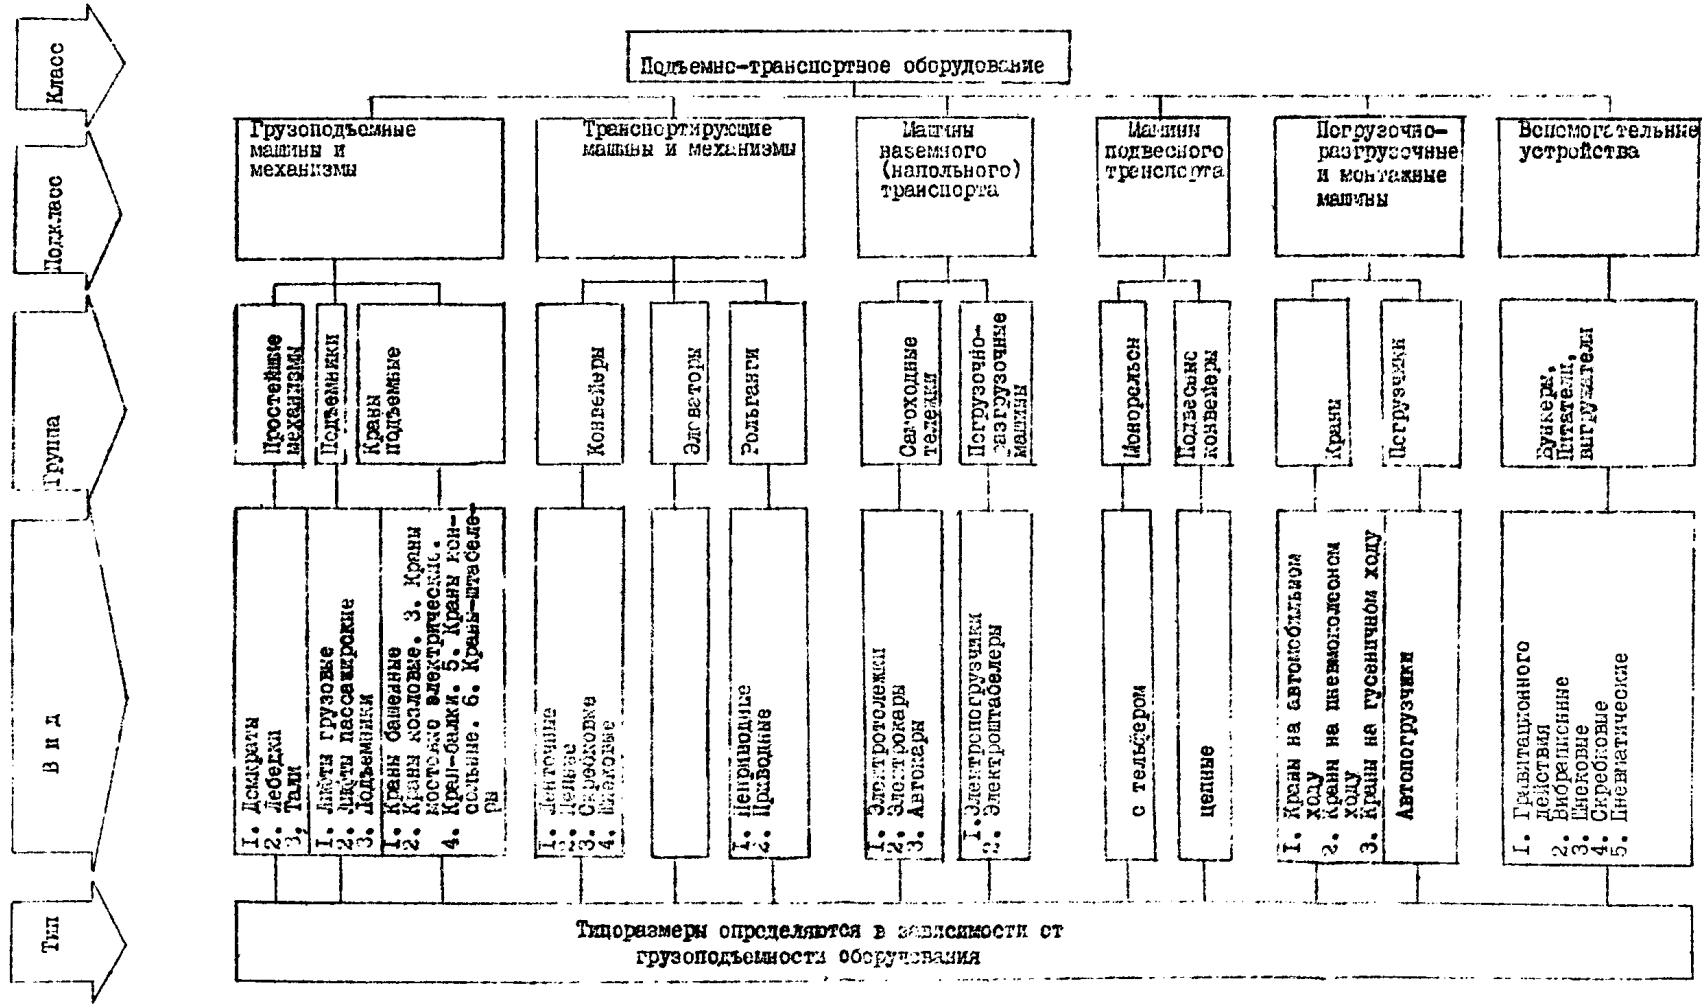 Класс
Подъемно-транспортное оборудование
Подкласс
Грузоподъемные
машины и
механизмы
Транспортирующие
машины и механизмы
Машины
наземного
(напольного)
транспорта
Машины
подвесного
транспорта
Погрузочно-
разгрузочные
и монтажные
машины
Вспомогательные
устройства
Группа
Простейшие
механизмы
Подъемники
Краны
подъемные
Конвейеры
Элеваторы
Рольганги
Самоходные
тележки
Погрузочно-
разгрузочные
машины
Монорельсы
Подвесные
конвейеры
Краны
Погрузчики
Бункеры,
питатели,
выгружатели
Вид
1. Домкраты
2. Лебедки
3. Тали
1. Лифты грузовые
2. Лифты пассажирские
3. Подъемники
1. Краны башенные
2. Краны козловые. 3. Краны
мостовые электрические.
4. Кран-балки. 5. Краны кон-
сольные. 6. Краны-штабеле-
ры
1. Ленточные
2. Цепные
3. Скребковые
4. Шнековые
1. Неприводные
2. Приводные
1. Электротележки
2. Электрокары
3. Автокары
1. Электропогрузчики
2. Электроштабелеры
с тельфером
цепные
1. Краны на автомобильном
ходу
2. Краны на пневмоколесном
ходу
3. Краны на гусеничном ходу
Автопогрузчики
1. Гравитационного
действия
2. Вибрационные
3. Шнековые
4. Скребковые
5. Пневматические
Тип
Типоразмеры определяются в зависимости от
грузоподъемности оборудования